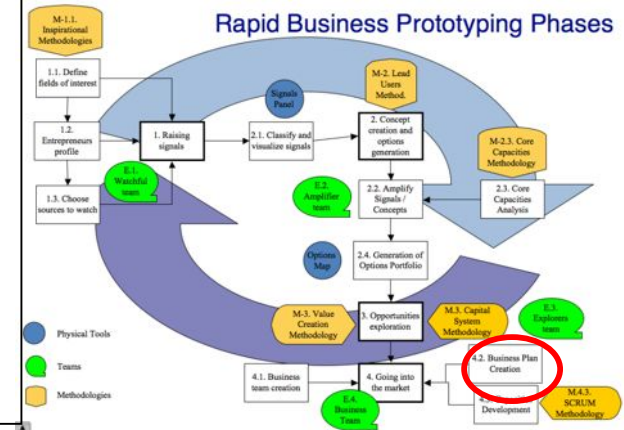 Rapid Business Prototyping Phases
M-1.1.
Inspirational
Methodologies
1.1. Define
fields of interest
1.2.
Entrepreneurs
profile
1.3. Choose
sources to watch
1. Raising
signals
E.1.
Watchful
team
Signals
Panel
2.1. Classify and
visualize signals
M-2. Lead
Users
Method.
2. Concept
creation and
options
generation
M-2.3. Core
Capacities
Methodology
E.2.
Amplifier
team
2.2. Amplify
Signals /
Concepts
2.3. Core
Capacities
Analysis
Options
Map
2.4. Generation of
Options Portfolio
M-3. Value
Creation
Methodology
3. Opportunities
exploration
M.3. Capital
System
Methodology
E.3.
Explorers
team
4.1. Business
team creation
4. Going into
the market
4.2. Business Plan
Creation
E.4.
Business
Team
Development
M.4.3.
SCRUM
Methodology
Physical Tools
Teams
Methodologies